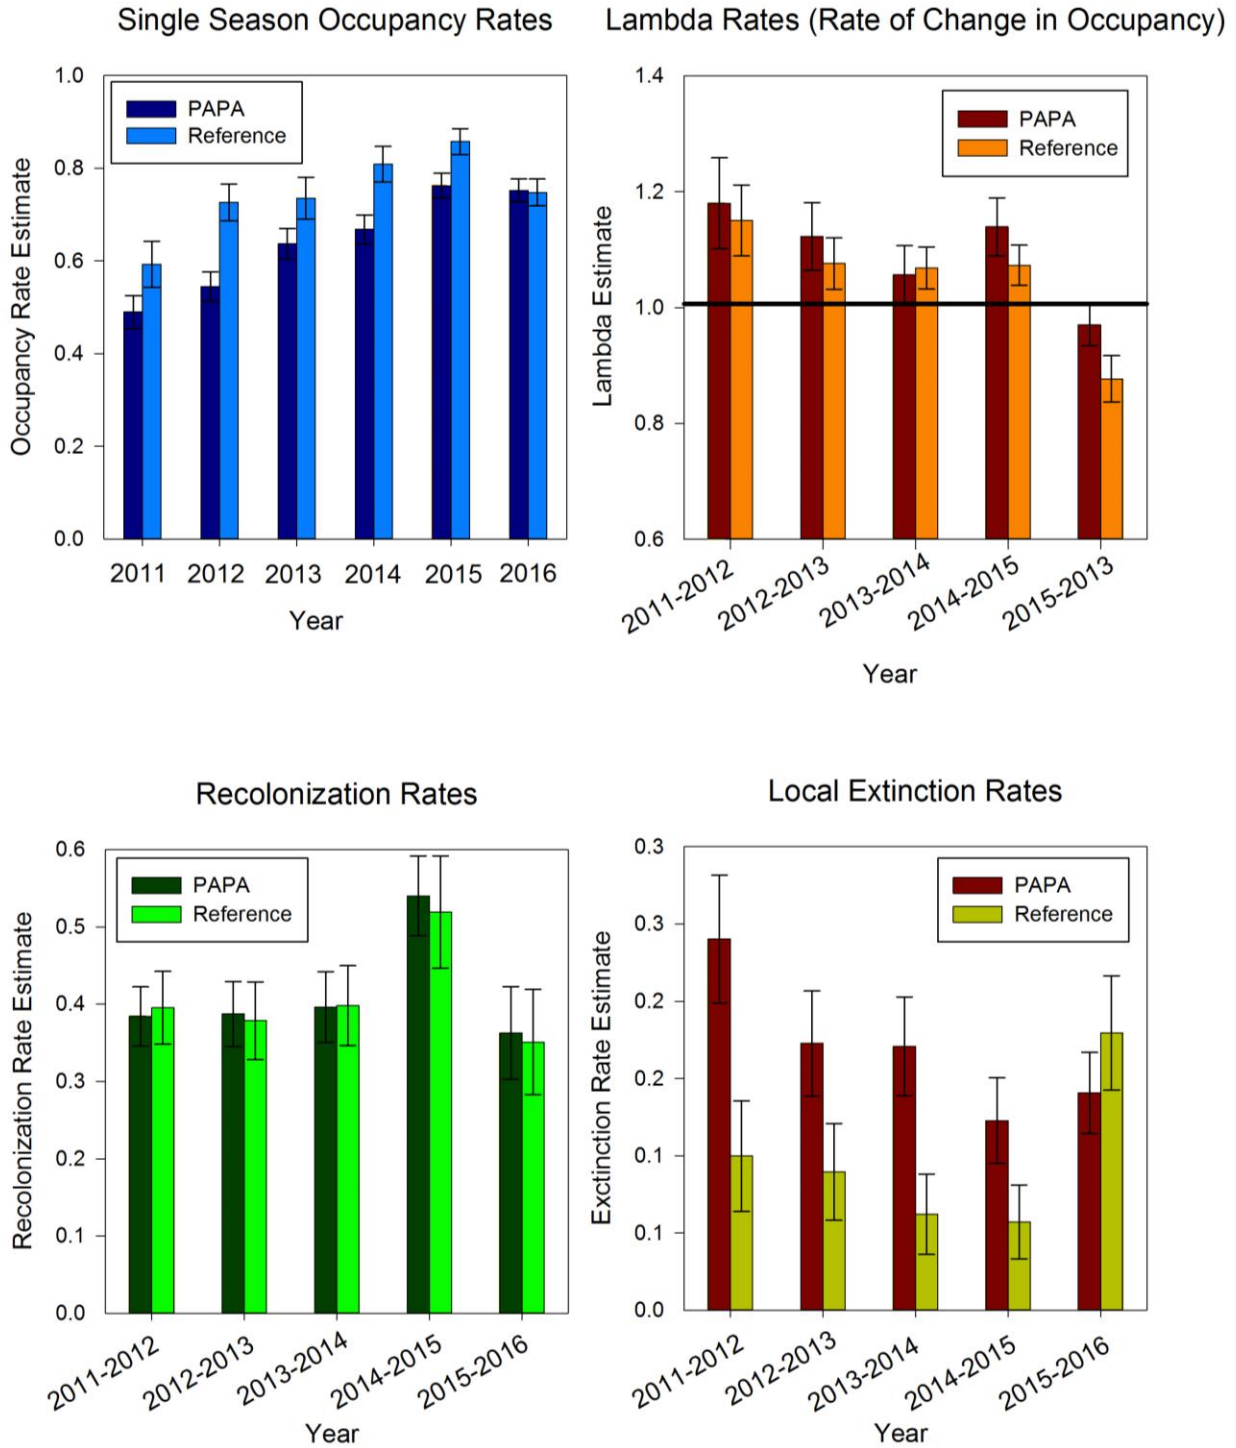 Single Season Occupancy Rates
Occupancy Rate Estimate
1.0
0.8
0.6
0.4
0.2
0.0
PAPA
Reference
2011 2012 2013 2014 2015 2016
Year
Lambda Rates (Rate of Change in Occupancy)
Lambda Estimate
1.4
1.2
1.0
0.8
0.6
PAPA
Reference
2011-2012 2012-2013 2013-2014 2014-2015 2015-2013
Year
Recolonization Rates
Recolonization Rate Estimate
0.6
0.5
0.4
0.3
0.2
0.1
0.0
PAPA
Reference
2011-2012 2012-2013 2013-2014 2014-2015 2015-2016
Year
Local Extinction Rates
Exctinction Rate Estimate
0.3
0.3
0.2
0.2
0.1
0.1
0.0
PAPA
Reference
2011-2012 2012-2013 2013-2014 2014-2015 2015-2016
Year